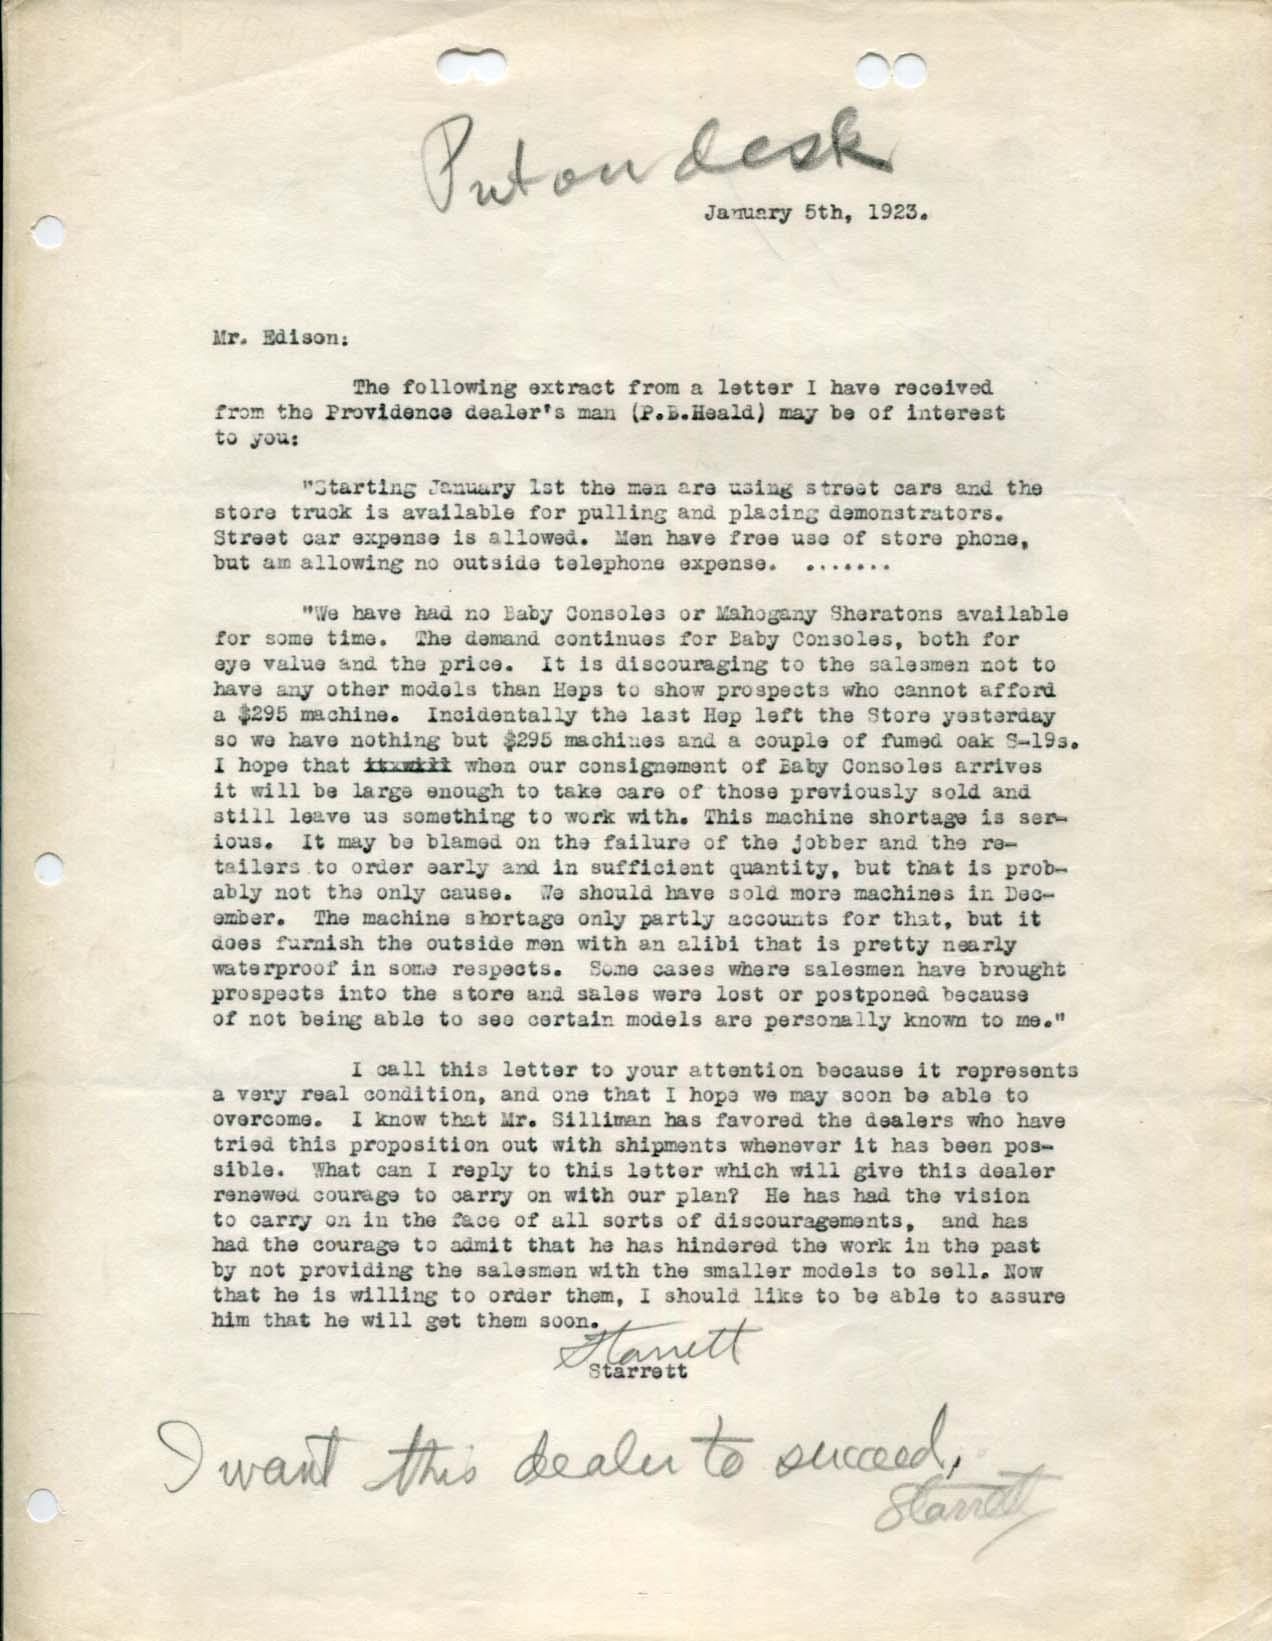 Put on desk
January 5th, 1923.
Mr. Edison:
The following extract from a letter I have received
from the Providence dealer's man (P.B.Heald) may be of interest
to you:
"Starting January 1st the men are using street cars and the
store truck is available for pulling and placing demonstrators.
Street car expense is allowed. Men have free use of store phone,
but am allowing no outside telephone expense. .......
"We have had no Baby Consoles or Mahogany Sheratons available
for some time. The demand continues for Baby Consoles, both for
eye value and the price. It is discouraging to the salesmen not to
have any other models than Heps to show prospects who cannot afford
a $295 machine. Incidentally the last Hep left the Store yesterday
so we have nothing but $295 machines and a couple of fumed oak S-19s.
I hope that it will when our consignement of Baby Consoles arrives
it will be large enough to take care of those previously sold and
still leave us something to work with. This machine shortage is ser-
ious. It may be blamed on the failure of the jobber and the re-
tailers to order early and in sufficient quantity, but that is prob-
ably not the only cause. We should have sold more machines in Dec-
ember. The machine shortage only partly accounts for that, but it
does furnish the outside men with an alibi that is pretty nearly
waterproof in some respects. Some cases where salesmen have brought
prospects into the store and sales were lost or postponed because
of not being able to see certain models are personally known to me."
I call this letter to your attention because it represents
a very real condition, and one that I hope we may soon be able to
overcome. I know that Mr. Silliman has favored the dealers who have
tried this proposition out with shipments whenever it has been pos-
sible. What can I reply to this letter which will give this dealer
renewed courage to carry on with our plan? He has had the vision
to carry on in the face of all sorts of discouragements, and has
had the courage to admit that he has hindered the work in the past
by not providing the salesmen with the smaller models to sell. Now
that he is willing to order them, I should like to be able to assure
him that he will get them soon.
Starrett
Starrett
I want this dealer to succeed,
Starrett